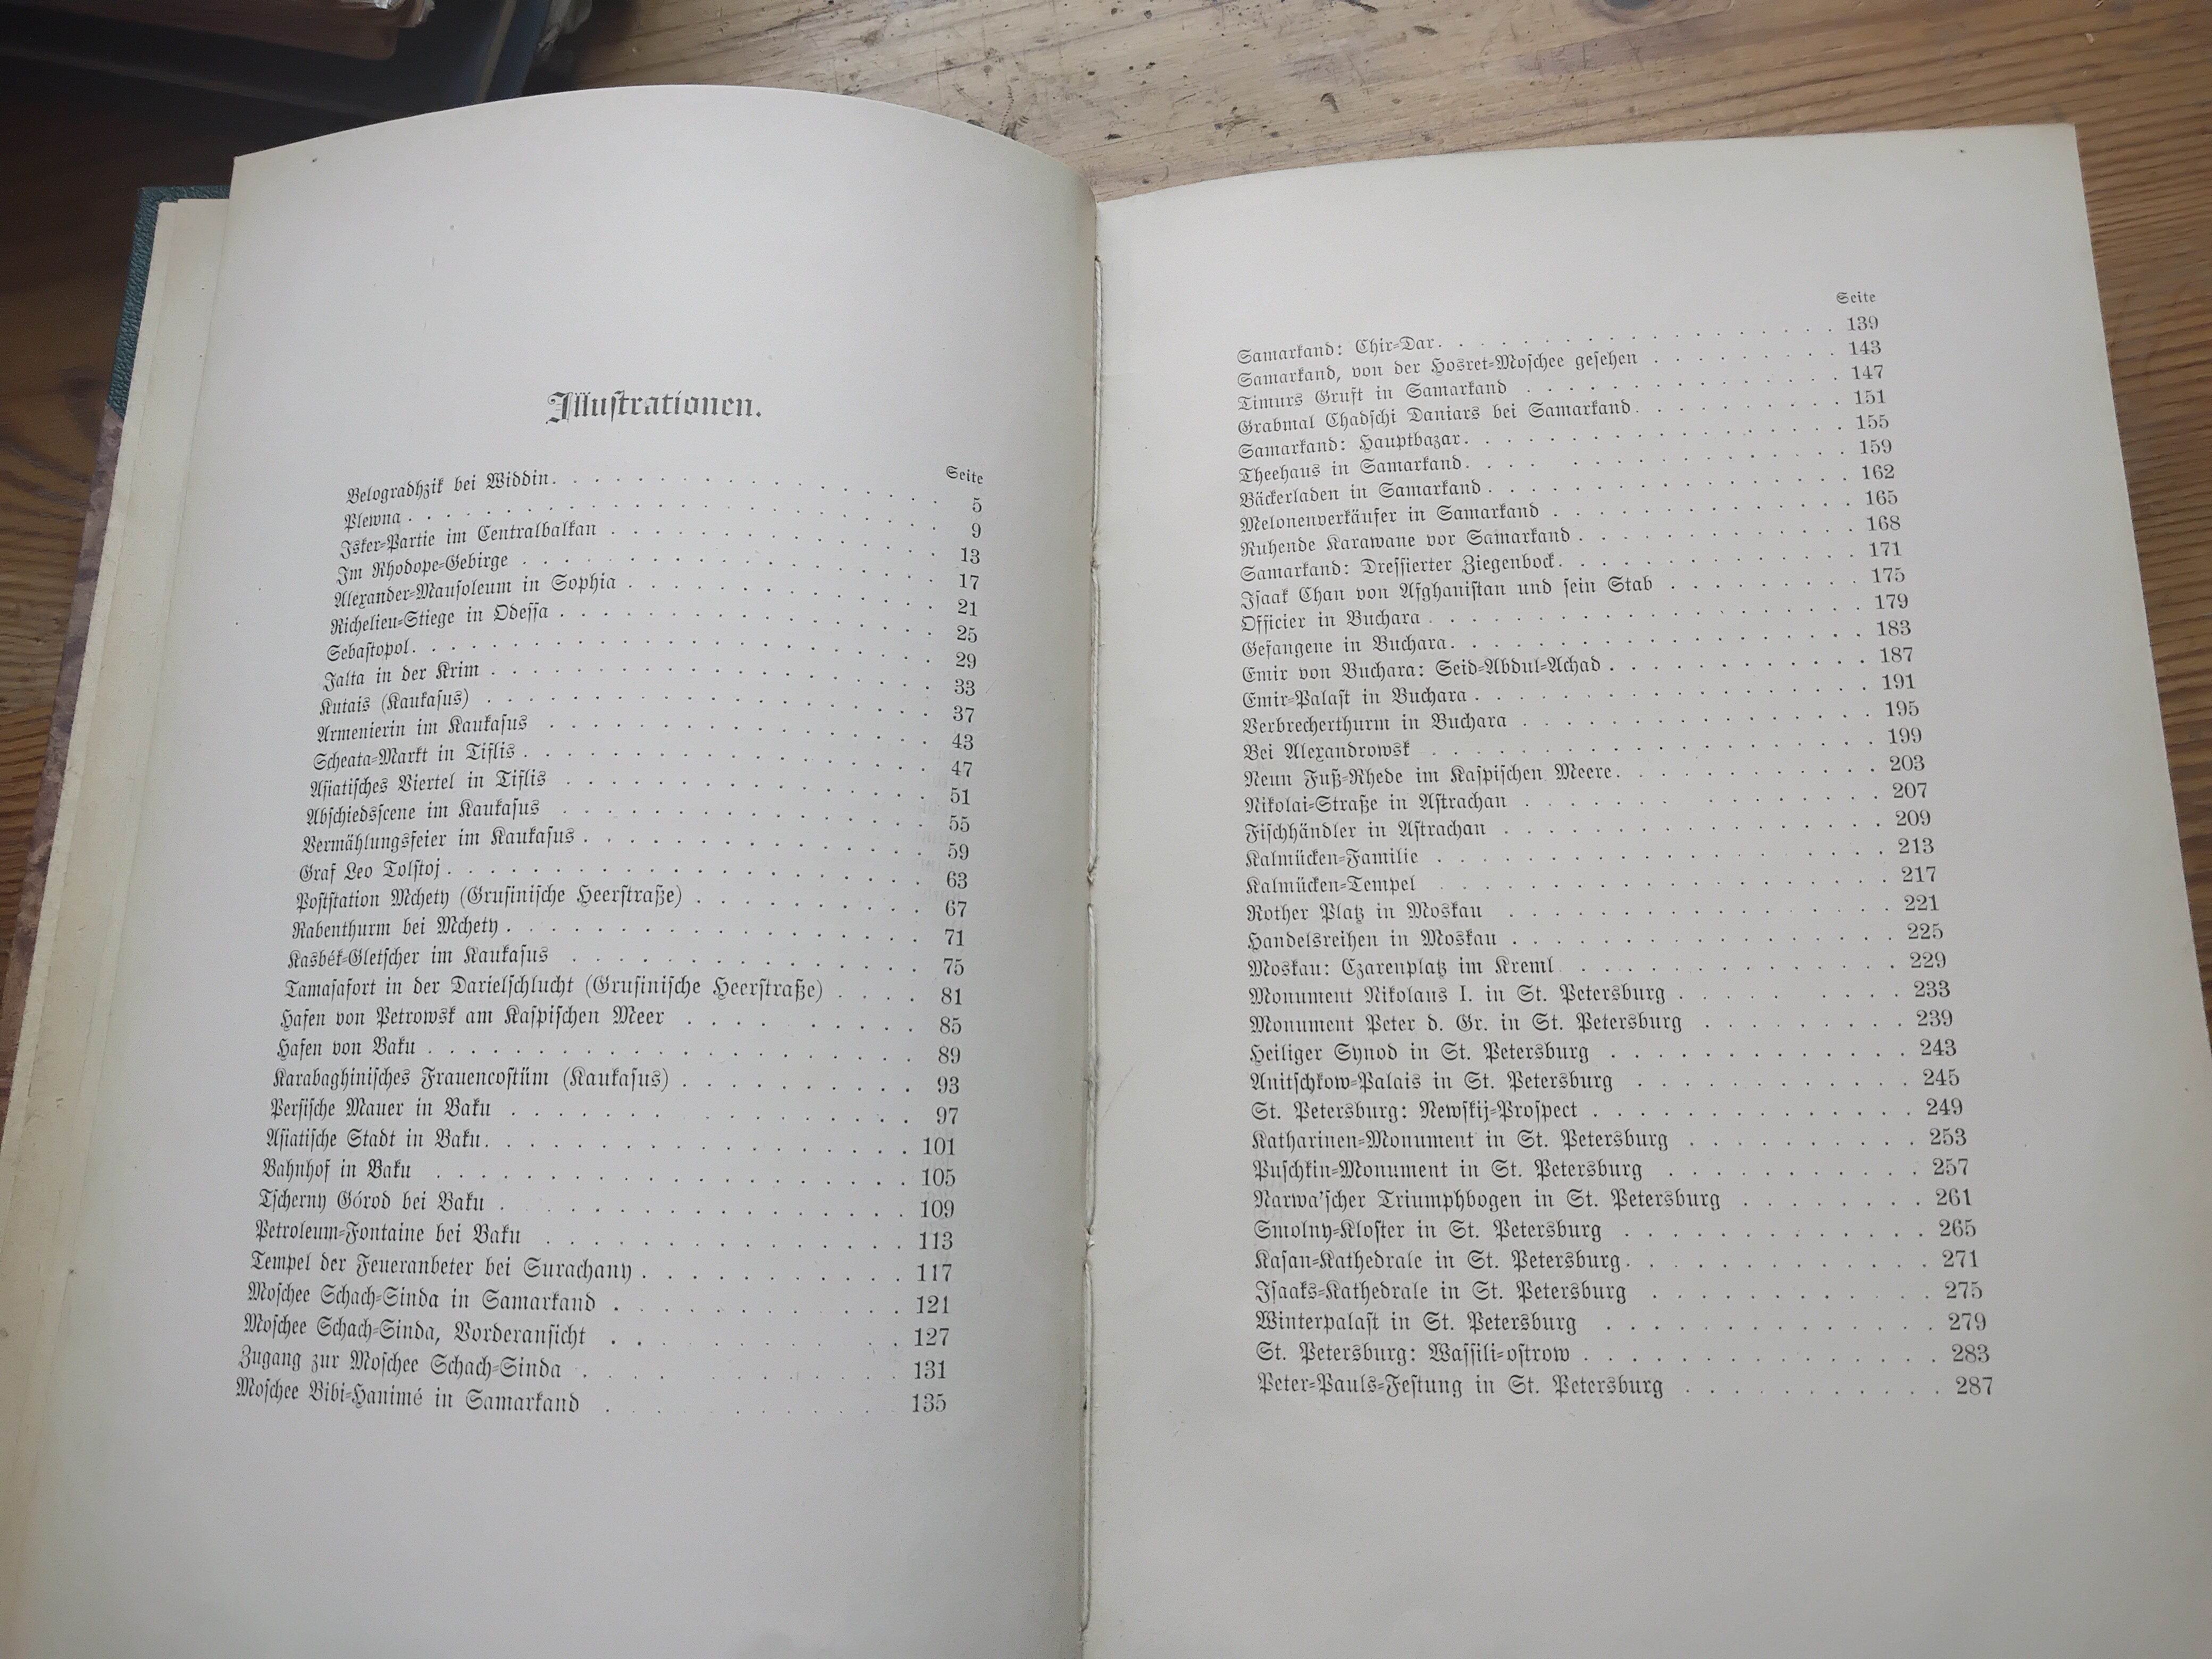 Illustrationen.
Seite
Belogradhzik bei Widdin. . . . . . . . . . . . . . . . 5
Plewna . . . . . . . . . . . . . . . . . . . . . . 9
Isker-Partie im Centralbalkan . . . . . . . . . . . . . 13
Im Rhodope-Gebirge . . . . . . . . . . . . . . . . . 17
Alexander-Mausoleum in Sophia . . . . . . . . . . . . 21
Richelieu-Stiege in Odessa . . . . . . . . . . . . . . . 25
Sebastopol. . . . . . . . . . . . . . . . . . . . . . 29
Jalta in der Krim . . . . . . . . . . . . . . . . . . 33
Kutais (Kaukasus) . . . . . . . . . . . . . . . . . . 37
Armenierin im Kaukasus . . . . . . . . . . . . . . . 43
Scheata-Markt in Tiflis . . . . . . . . . . . . . . . . 47
Asiatisches Viertel in Tiflis . . . . . . . . . . . . . . 51
Abschiedsscene im Kaukasus . . . . . . . . . . . . . . 55
Vermählungsfeier im Kaukasus . . . . . . . . . . . . . 59
Graf Leo Tolstoj . . . . . . . . . . . . . . . . . . . 63
Poststation Mchety (Grusinische Heerstraße) . . . . . . . . 67
Rabenthurm bei Mchety . . . . . . . . . . . . . . . . 71
Kasbék-Gletscher im Kaukasus . . . . . . . . . . . . . 75
Tamasafort in der Darielschlucht (Grusinische Heerstraße) . . . . 81
Hafen von Petrowsk am Kaspischen Meer . . . . . . . . . 85
Hafen von Baku . . . . . . . . . . . . . . . . . . . 89
Karabaghinisches Frauencostüm (Kaukasus) . . . . . . . . . 93
Persische Mauer in Baku . . . . . . . . . . . . . . . 97
Asiatische Stadt in Baku. . . . . . . . . . . . . . . . 101
Bahnhof in Baku . . . . . . . . . . . . . . . . . . 105
Tscherny Górod bei Baku . . . . . . . . . . . . . . . 109
Petroleum-Fontaine bei Baku . . . . . . . . . . . . . . 113
Tempel der Feueranbeter bei Surachany . . . . . . . . . . 117
Moschee Schach-Sinda in Samarkand . . . . . . . . . . . 121
Moschee Schach-Sinda, Vorderansicht . . . . . . . . . . . 127
Zugang zur Moschee Schach-Sinda . . . . . . . . . . . . 131
Moschee Bibi-Hanimé in Samarkand . . . . . . . . . . . 135
Seite
Samarkand: Chir-Dar. . . . . . . . . . . . . . . . . 139
Samarkand, von der Hosret-Moschee gesehen . . . . . . . . 143
Timurs Gruft in Samarkand . . . . . . . . . . . . . . 147
Grabmal Chadschi Daniars bei Samarkand. . . . . . . . . 151
Samarkand: Hauptbazar. . . . . . . . . . . . . . . . 155
Theehaus in Samarkand. . . . . . . . . . . . . . . . 159
Bäckerladen in Samarkand . . . . . . . . . . . . . . . 162
Melonenverkäufer in Samarkand . . . . . . . . . . . . . 165
Ruhende Karawane vor Samarkand . . . . . . . . . . . . 168
Samarkand: Dressierter Ziegenbock. . . . . . . . . . . . 171
Isaak Chan von Afghanistan und sein Stab . . . . . . . . . 175
Officier in Buchara . . . . . . . . . . . . . . . . . . 179
Gefangene in Buchara. . . . . . . . . . . . . . . . . 183
Emir von Buchara: Seid-Abdul-Achad . . . . . . . . . . . 187
Emir-Palast in Buchara . . . . . . . . . . . . . . . . 191
Verbrecherthurm in Buchara . . . . . . . . . . . . . . 195
Bei Alexandrowsk . . . . . . . . . . . . . . . . . . 199
Neun Fuß-Rhede im Kaspischen Meere. . . . . . . . . . . 203
Nikolai-Straße in Astrachan . . . . . . . . . . . . . . 207
Fischhändler in Astrachan . . . . . . . . . . . . . . . 209
Kalmücken-Familie . . . . . . . . . . . . . . . . . . 213
Kalmücken-Tempel . . . . . . . . . . . . . . . . . . 217
Rother Platz in Moskau . . . . . . . . . . . . . . . . 221
Handelsreihen in Moskau . . . . . . . . . . . . . . . 225
Moskau: Czarenplatz im Kreml . . . . . . . . . . . . . 229
Monument Nikolaus I. in St. Petersburg . . . . . . . . . 233
Monument Peter d. Gr. in St. Petersburg . . . . . . . . . 239
Heiliger Synod in St. Petersburg . . . . . . . . . . . . 243
Anitschkow-Palais in St. Petersburg . . . . . . . . . . . 245
St. Petersburg: Newskij-Prospect . . . . . . . . . . . . 249
Katharinen-Monument in St. Petersburg . . . . . . . . . . 253
Puschkin-Monument in St. Petersburg . . . . . . . . . . 257
Narwa'scher Triumphbogen in St. Petersburg . . . . . . . . 261
Smolny-Kloster in St. Petersburg . . . . . . . . . . . . 265
Kasan-Kathedrale in St. Petersburg. . . . . . . . . . . . 271
Isaaks-Kathedrale in St. Petersburg . . . . . . . . . . . 275
Winterpalast in St. Petersburg . . . . . . . . . . . . . 279
St. Petersburg: Wassili-ostrow . . . . . . . . . . . . . 283
Peter-Pauls-Festung in St. Petersburg . . . . . . . . . . 287